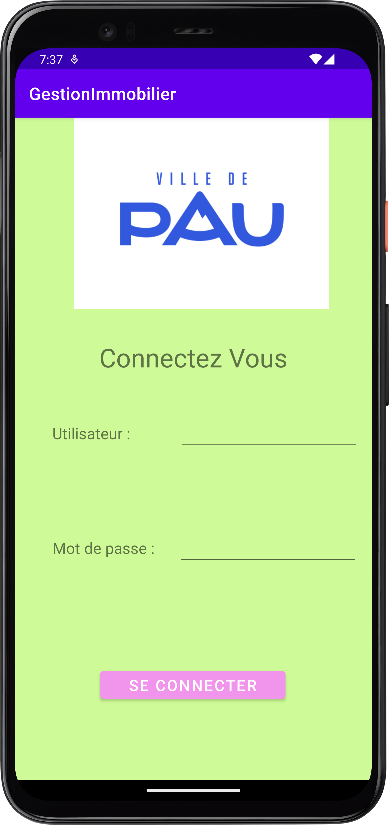 7:37
GestionImmobilier
VILLE DE
PAU
Connectez Vous
Utilisateur :
Mot de passe :
SE CONNECTER